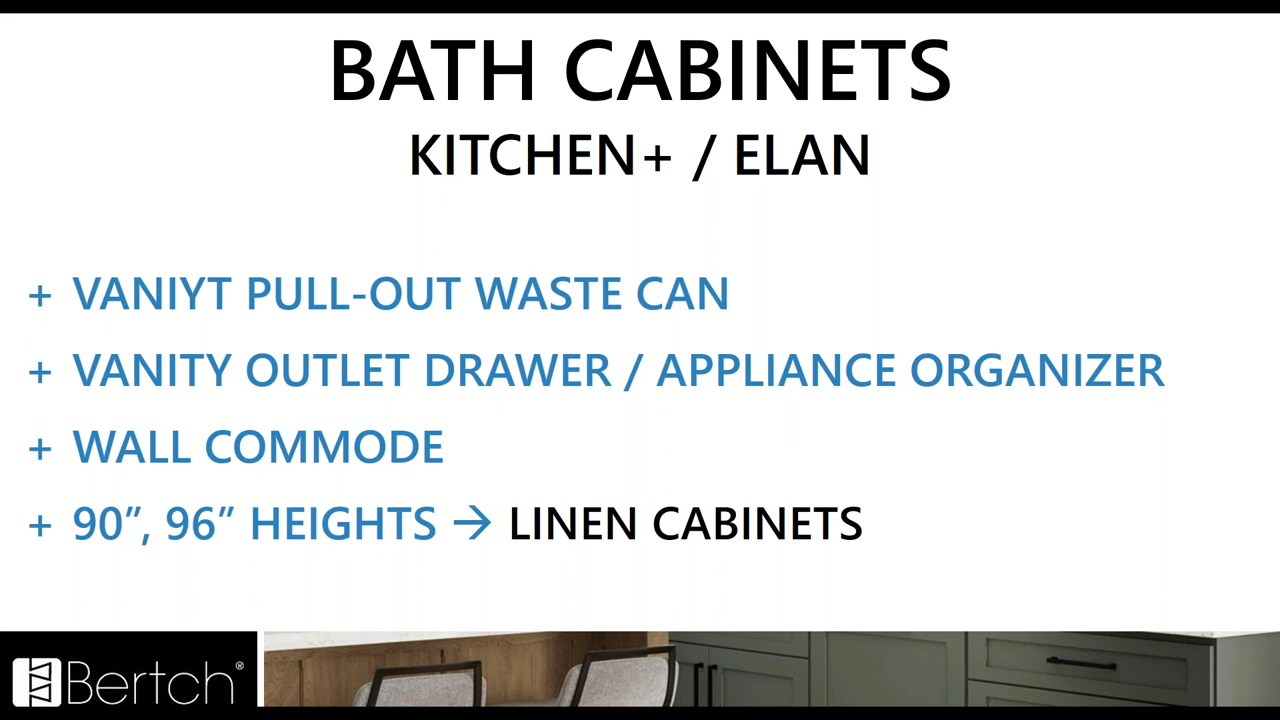 BATH CABINETS
KITCHEN+ / ELAN
+ VANIYT PULL-OUT WASTE CAN
+ VANITY OUTLET DRAWER / APPLIANCE ORGANIZER
+ WALL COMMODE
+ 90”, 96” HEIGHTS → LINEN CABINETS
Bertch®